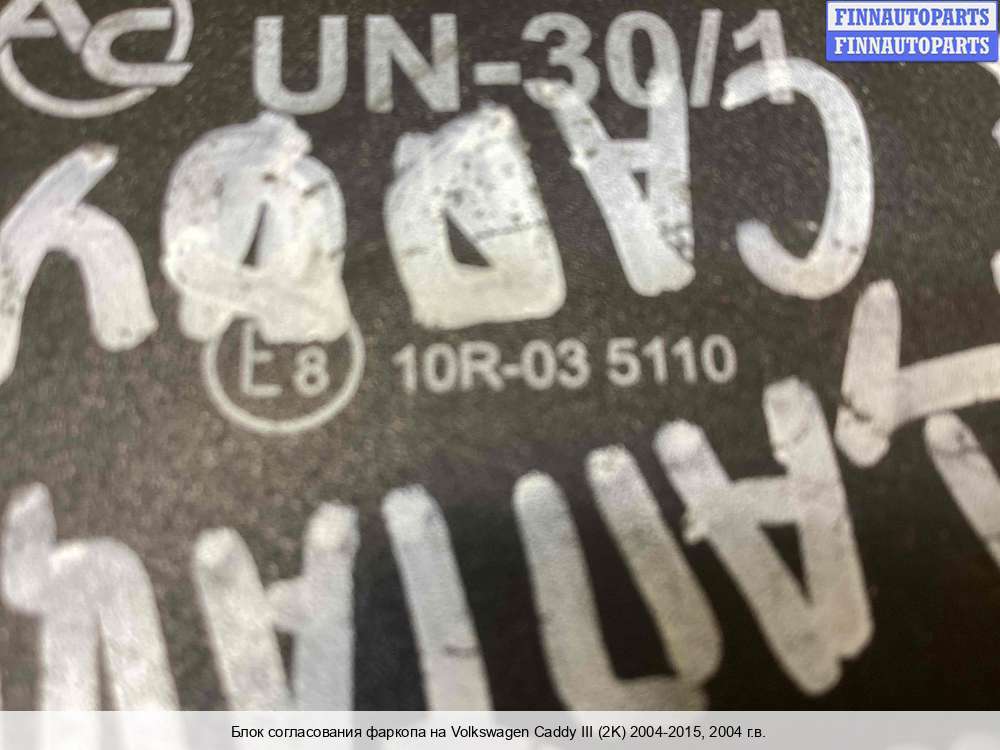 FINNAUTOPARTS
FINNAUTOPARTS
AC
UN-30/1
CADDY
E8 10R-03 5110
Блок согласования фаркопа на Volkswagen Caddy III (2K) 2004-2015, 2004 г.в.